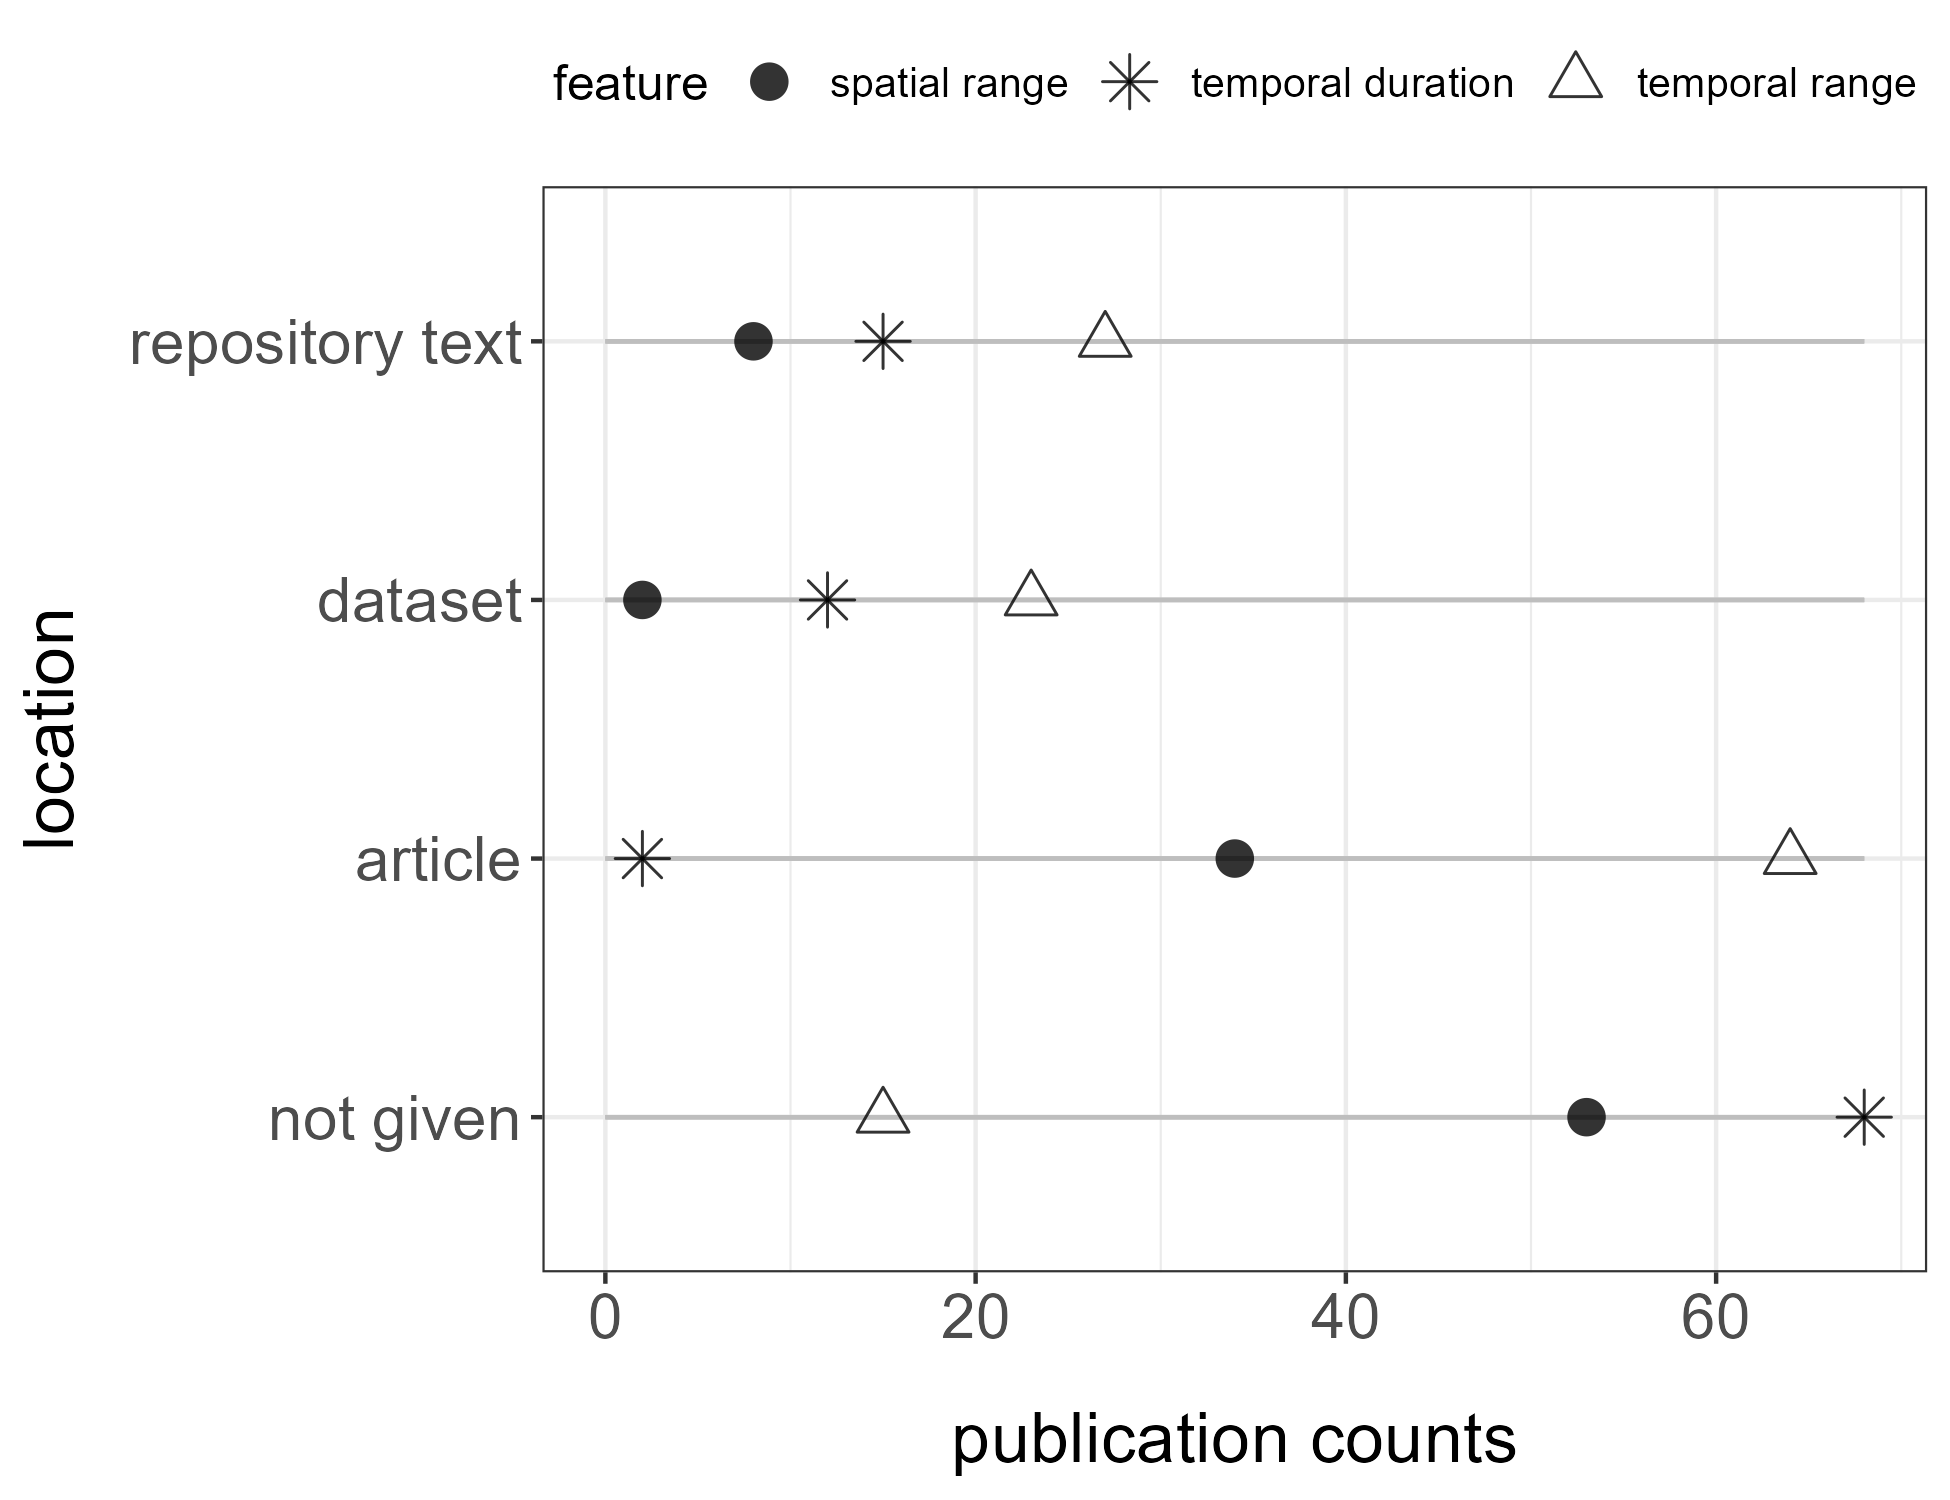 feature spatial range temporal duration temporal range
repository text
dataset
article
not given
location
0 20 40 60
publication counts